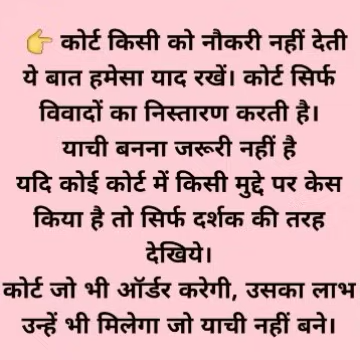 👉 कोर्ट किसी को नौकरी नहीं देती
ये बात हमेसा याद रखें। कोर्ट सिर्फ
विवादों का निस्तारण करती है।
याची बनना जरूरी नहीं है
यदि कोई कोर्ट में किसी मुद्दे पर केस
किया है तो सिर्फ दर्शक की तरह
देखिये।
कोर्ट जो भी ऑर्डर करेगी, उसका लाभ
उन्हें भी मिलेगा जो याची नहीं बने।